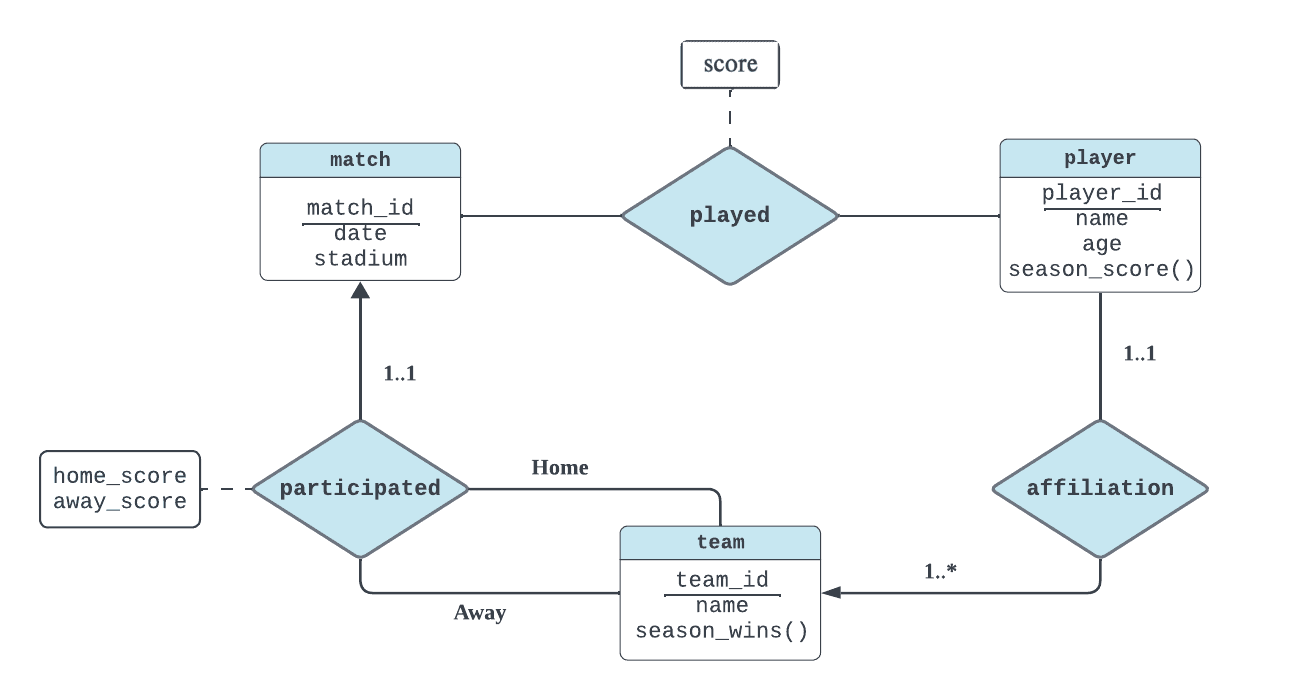 score
match
match_id
date
stadium
played
player
player_id
name
age
season_score()
1..1
1..1
home_score
away_score
participated
Home
Away
affiliation
1..*
team
team_id
name
season_wins()